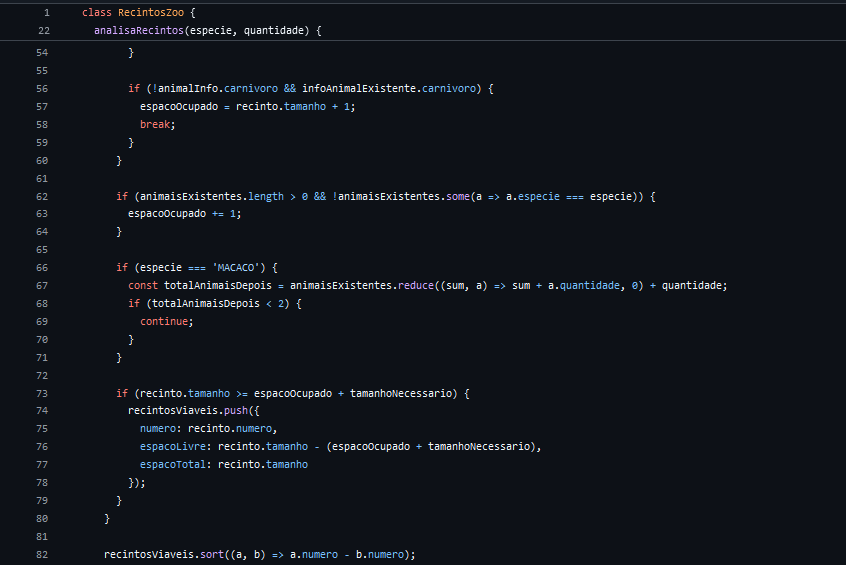 1 class RecintosZoo {
22 analisaRecintos(especie, quantidade) {
54 }
55
56 if (!animalInfo.carnivoro && infoAnimalExistente.carnivoro) {
57 espacoOcupado = recinto.tamanho + 1;
58 break;
59 }
60 }
61
62 if (animaisExistentes.length > 0 && !animaisExistentes.some(a => a.especie === especie)) {
63 espacoOcupado += 1;
64 }
65
66 if (especie === 'MACACO') {
67 const totalAnimaisDepois = animaisExistentes.reduce((sum, a) => sum + a.quantidade, 0) + quantidade;
68 if (totalAnimaisDepois < 2) {
69 continue;
70 }
71 }
72
73 if (recinto.tamanho >= espacoOcupado + tamanhoNecessario) {
74 recintosViaveis.push({
75 numero: recinto.numero,
76 espacoLivre: recinto.tamanho - (espacoOcupado + tamanhoNecessario),
77 espacoTotal: recinto.tamanho
78 });
79 }
80 }
81
82 recintosViaveis.sort((a, b) => a.numero - b.numero);